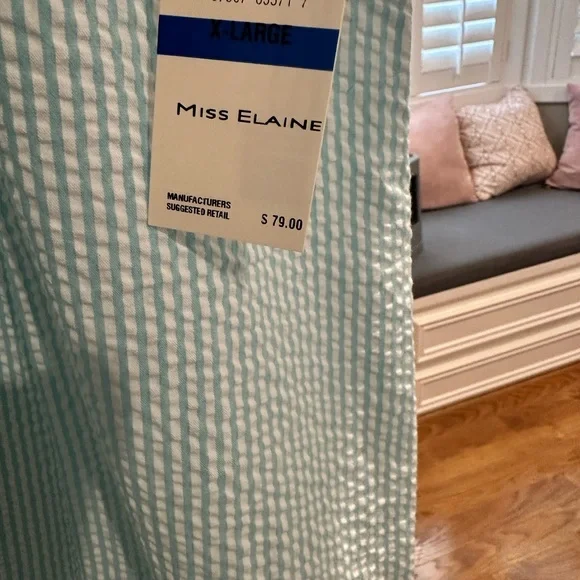 X-LARGE
MISS ELAINE
MANUFACTURERS
SUGGESTED RETAIL
$ 79.00